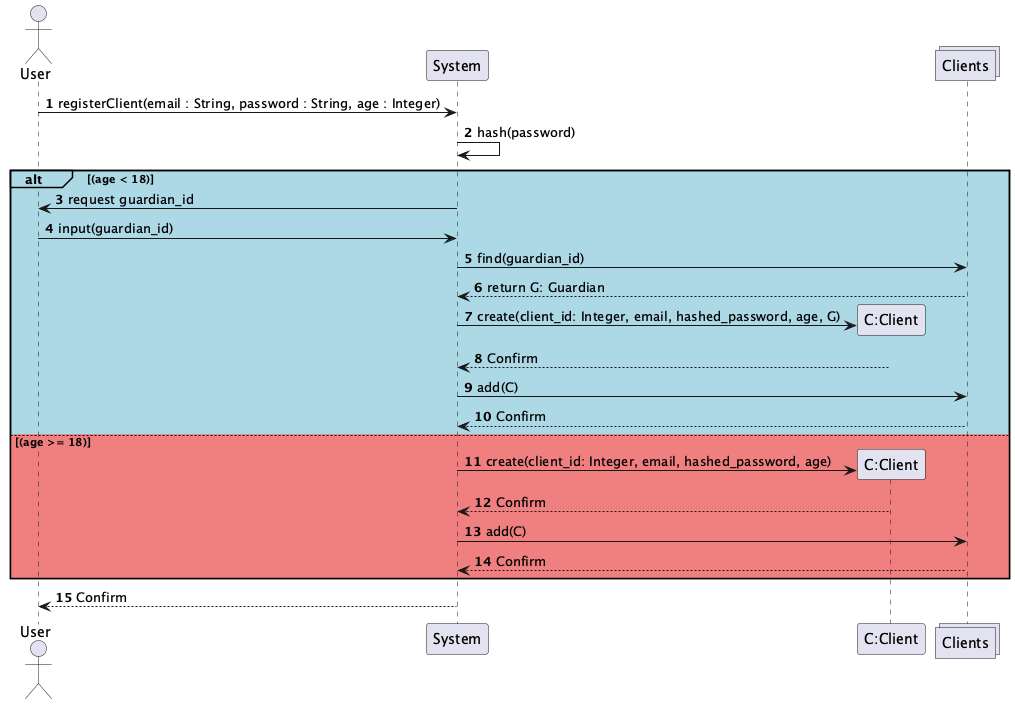 User
System
Clients
1 registerClient(email : String, password : String, age : Integer)
2 hash(password)
alt [(age < 18)]
3 request guardian_id
4 input(guardian_id)
5 find(guardian_id)
6 return G: Guardian
7 create(client_id: Integer, email, hashed_password, age, G)
C:Client
8 Confirm
9 add(C)
10 Confirm
[(age >= 18)]
11 create(client_id: Integer, email, hashed_password, age)
C:Client
12 Confirm
13 add(C)
14 Confirm
15 Confirm
User
System
C:Client
Clients